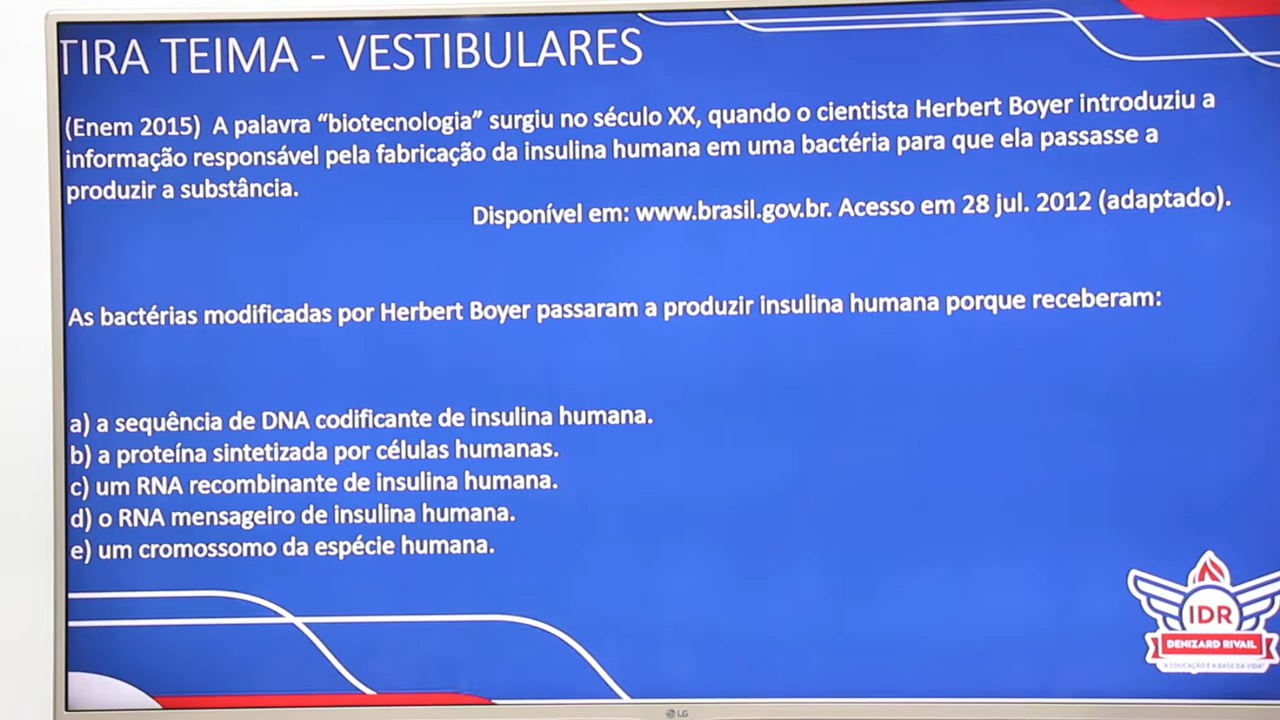 TIRA TEIMA - VESTIBULARES
(Enem 2015) A palavra “biotecnologia” surgiu no século XX, quando o cientista Herbert Boyer introduziu a
informação responsável pela fabricação da insulina humana em uma bactéria para que ela passasse a
produzir a substância.
Disponível em: www.brasil.gov.br. Acesso em 28 jul. 2012 (adaptado).
As bactérias modificadas por Herbert Boyer passaram a produzir insulina humana porque receberam:
a) a sequência de DNA codificante de insulina humana.
b) a proteína sintetizada por células humanas.
c) um RNA recombinante de insulina humana.
d) o RNA mensageiro de insulina humana.
e) um cromossomo da espécie humana.
IDR
DENIZARD RIVAIL
"A EDUCAÇÃO É A BASE DA VIDA"
LG